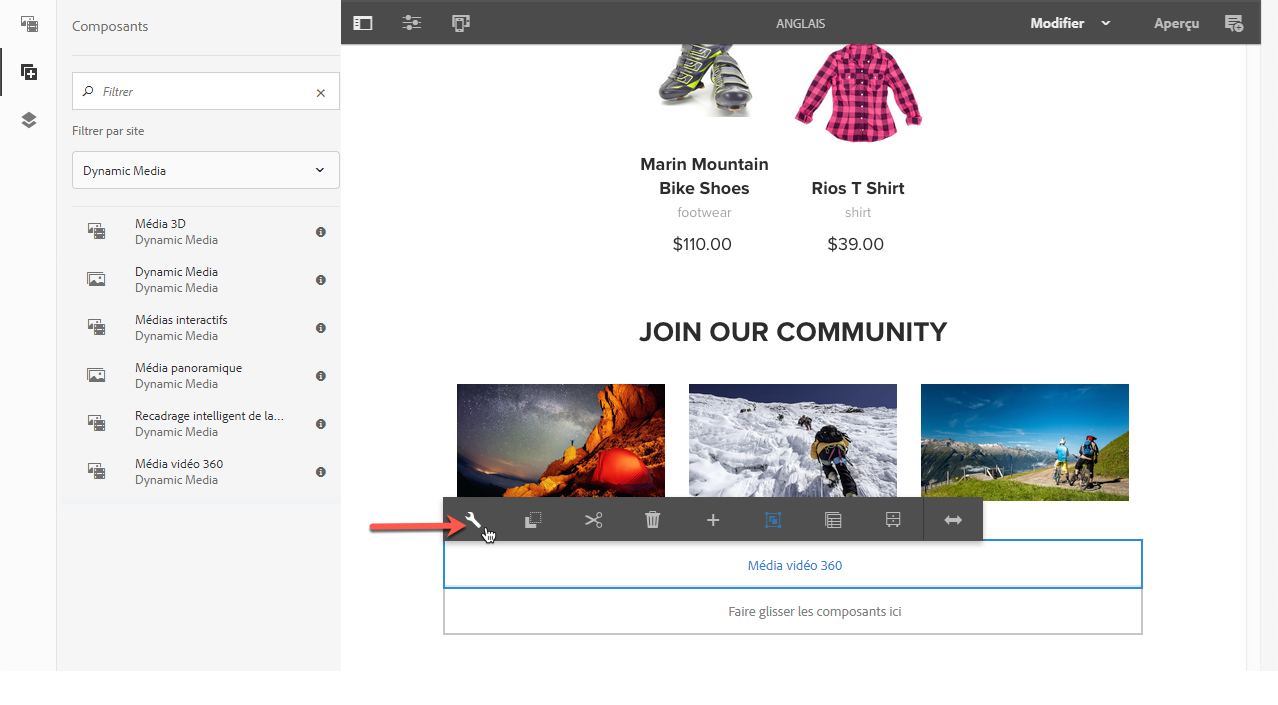 Composants
Filtrer
Filtrer par site
Dynamic Media
Média 3D
Dynamic Media
Dynamic Media
Dynamic Media
Médias interactifs
Dynamic Media
Média panoramique
Dynamic Media
Recadrage intelligent de la...
Dynamic Media
Média vidéo 360
Dynamic Media
ANGLAIS
Modifier
Aperçu
Marin Mountain
Bike Shoes
footwear
$110.00
Rios T Shirt
shirt
$39.00
JOIN OUR COMMUNITY
Média vidéo 360
Faire glisser les composants ici